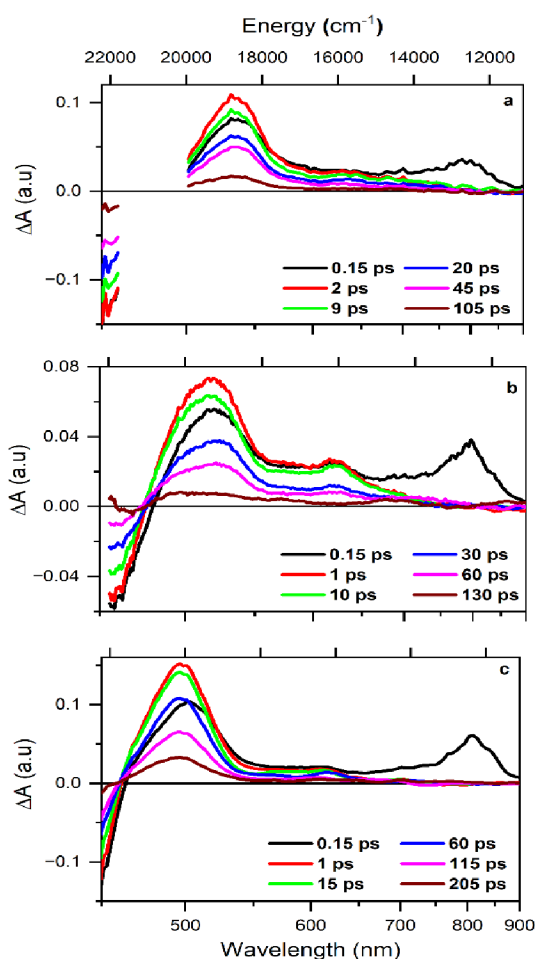 Energy (cm⁻¹)
22000 20000 18000 16000 14000 12000
a
0.1
0.0
−0.1
ΔA (a.u)
0.15 ps 20 ps
2 ps 45 ps
9 ps 105 ps
b
0.08
0.04
0.00
−0.04
ΔA (a.u)
0.15 ps 30 ps
1 ps 60 ps
10 ps 130 ps
c
0.1
0.0
−0.1
ΔA (a.u)
0.15 ps 60 ps
1 ps 115 ps
15 ps 205 ps
500 600 700 800 900
Wavelength (nm)